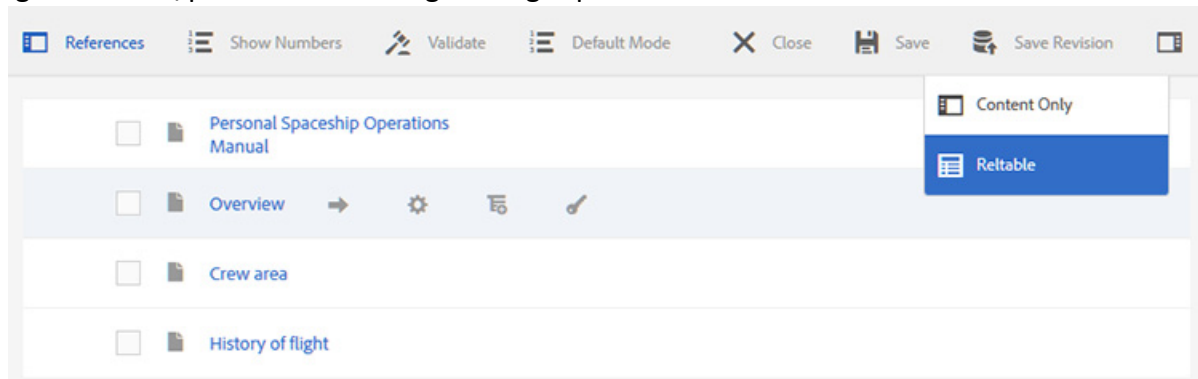 References Show Numbers Validate Default Mode Close Save Save Revision
Content Only
Personal Spaceship Operations
Manual
Reltable
Overview
Crew area
History of flight